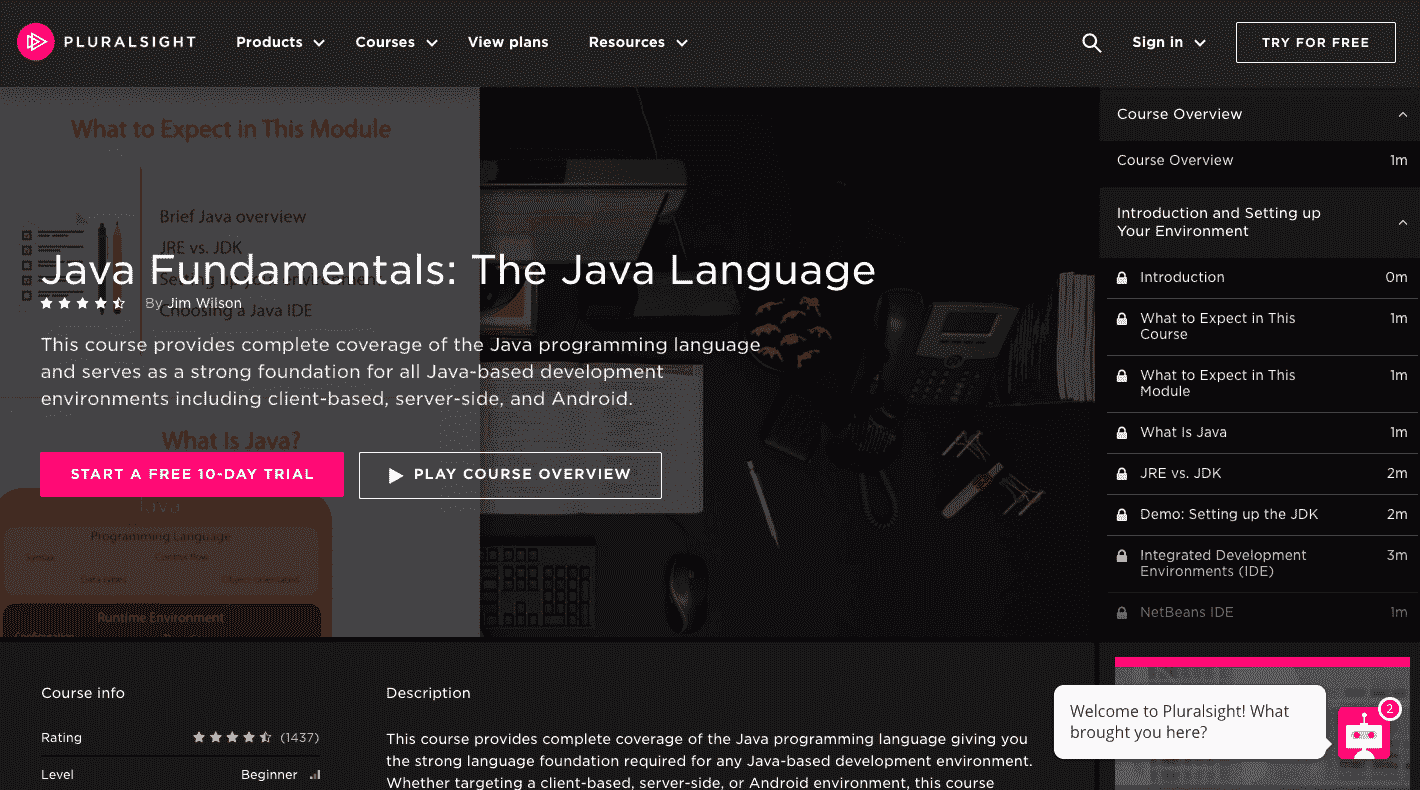 PLURALSIGHT
Products
Courses
View plans
Resources
Sign in
TRY FOR FREE
What to Expect in This Module
Brief Java overview
JRE vs. JDK
Choosing a Java IDE
Java Fundamentals: The Java Language
By Jim Wilson
This course provides complete coverage of the Java programming language
and serves as a strong foundation for all Java-based development
environments including client-based, server-side, and Android.
What Is Java?
START A FREE 10-DAY TRIAL
PLAY COURSE OVERVIEW
Programming Language
Runtime Environment
Course Overview
Course Overview 1m
Introduction and Setting up
Your Environment
Introduction 0m
What to Expect in This 1m
Course
What to Expect in This 1m
Module
What Is Java 1m
JRE vs. JDK 2m
Demo: Setting up the JDK 2m
Integrated Development 3m
Environments (IDE)
NetBeans IDE 1m
Course info
Rating (1437)
Level Beginner
Description
This course provides complete coverage of the Java programming language giving you
the strong language foundation required for any Java-based development environment.
Whether targeting a client-based, server-side, or Android environment, this course
Welcome to Pluralsight! What
brought you here?
2